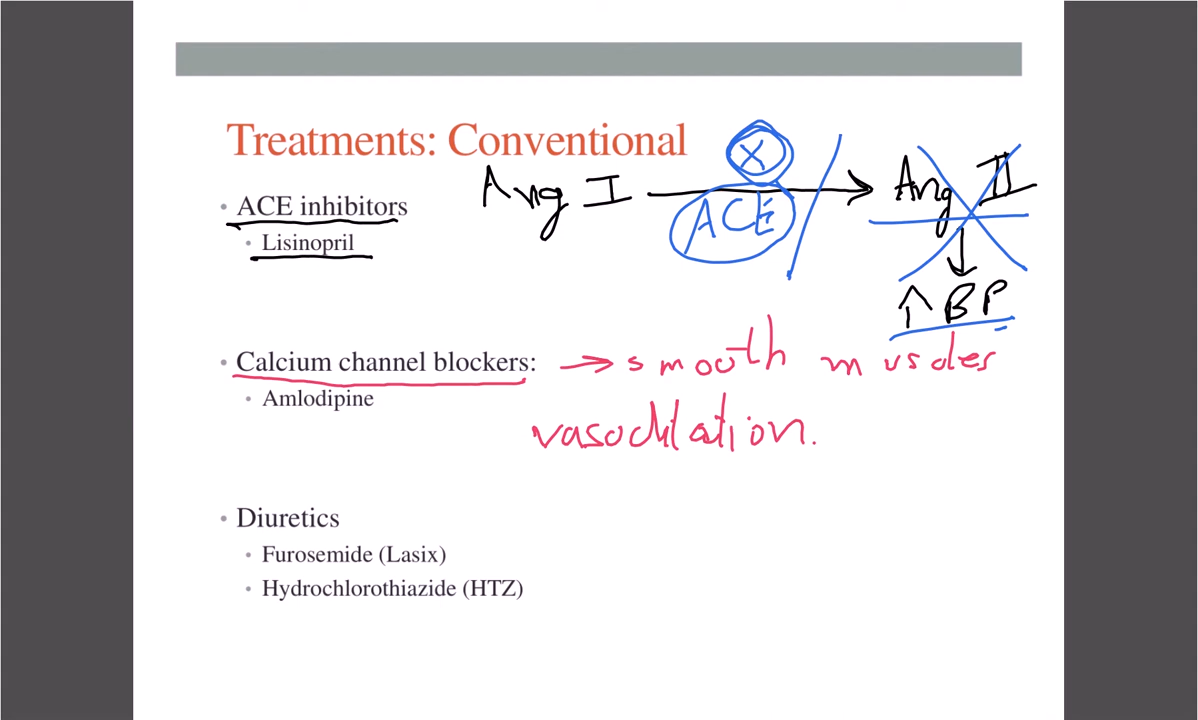 Treatments: Conventional
• ACE inhibitors
• Lisinopril
Ang I → Ang II
X
ACE
↓
↑ BP
• Calcium channel blockers: → smooth muscles
• Amlodipine
vasodilation.
• Diuretics
• Furosemide (Lasix)
• Hydrochlorothiazide (HTZ)